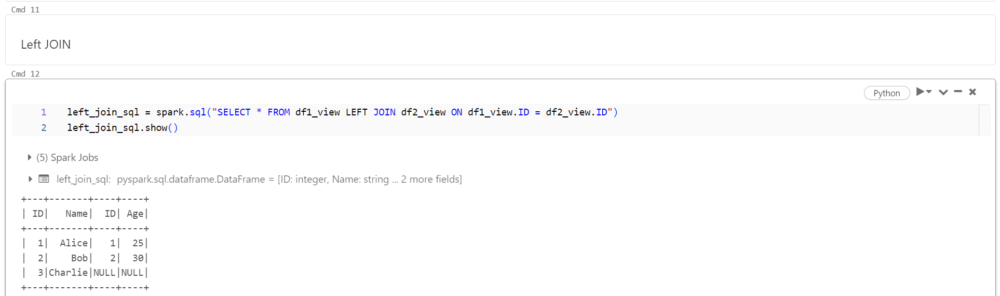 Cmd 11
Left JOIN
Cmd 12
Python
1 left_join_sql = spark.sql("SELECT * FROM df1_view LEFT JOIN df2_view ON df1_view.ID = df2_view.ID")
2 left_join_sql.show()
(5) Spark Jobs
left_join_sql: pyspark.sql.dataframe.DataFrame = [ID: integer, Name: string ... 2 more fields]
+---+-------+----+----+
| ID|   Name|  ID| Age|
+---+-------+----+----+
|  1|  Alice|   1|  25|
|  2|    Bob|   2|  30|
|  3|Charlie|NULL|NULL|
+---+-------+----+----+